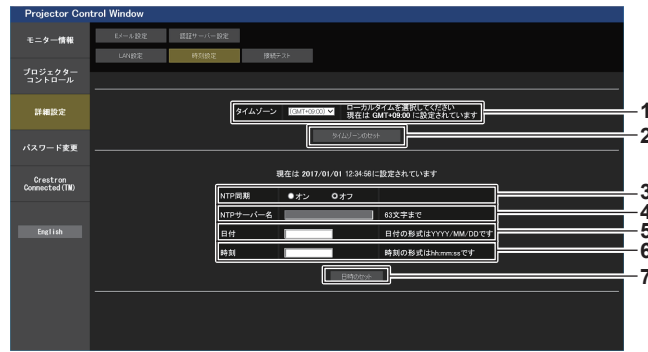 Projector Control Window
モニター情報
プロジェクター
コントロール
詳細設定
パスワード変更
Crestron
Connected(TM)
English
Eメール設定 認証サーバー設定
LAN設定 時刻設定 接続テスト
タイムゾーン (GMT+09:00) ローカルタイムを選択してください
現在は GMT+09:00 に設定されています
1
タイムゾーンのセット
2
現在は 2017/01/01 12:34:56に設定されています
NTP同期 オン オフ
3
NTPサーバー名 63文字まで
4
日付 日付の形式はYYYY/MM/DDです
5
時刻 時刻の形式はhh:mm:ssです
6
日時のセット
7